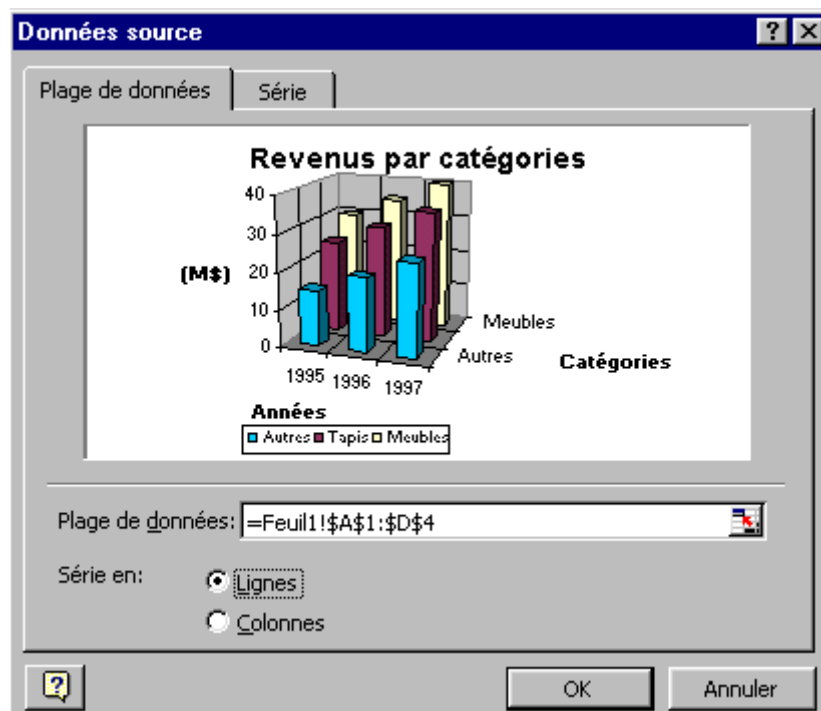 Données source
Plage de données Série
Revenus par catégories
40
30
(M$) 20
10
0
Meubles
Autres
Catégories
1995 1996 1997
Années
Autres Tapis Meubles
Plage de données: =Feuil1!$A$1:$D$4
Série en: Lignes
Colonnes
OK Annuler